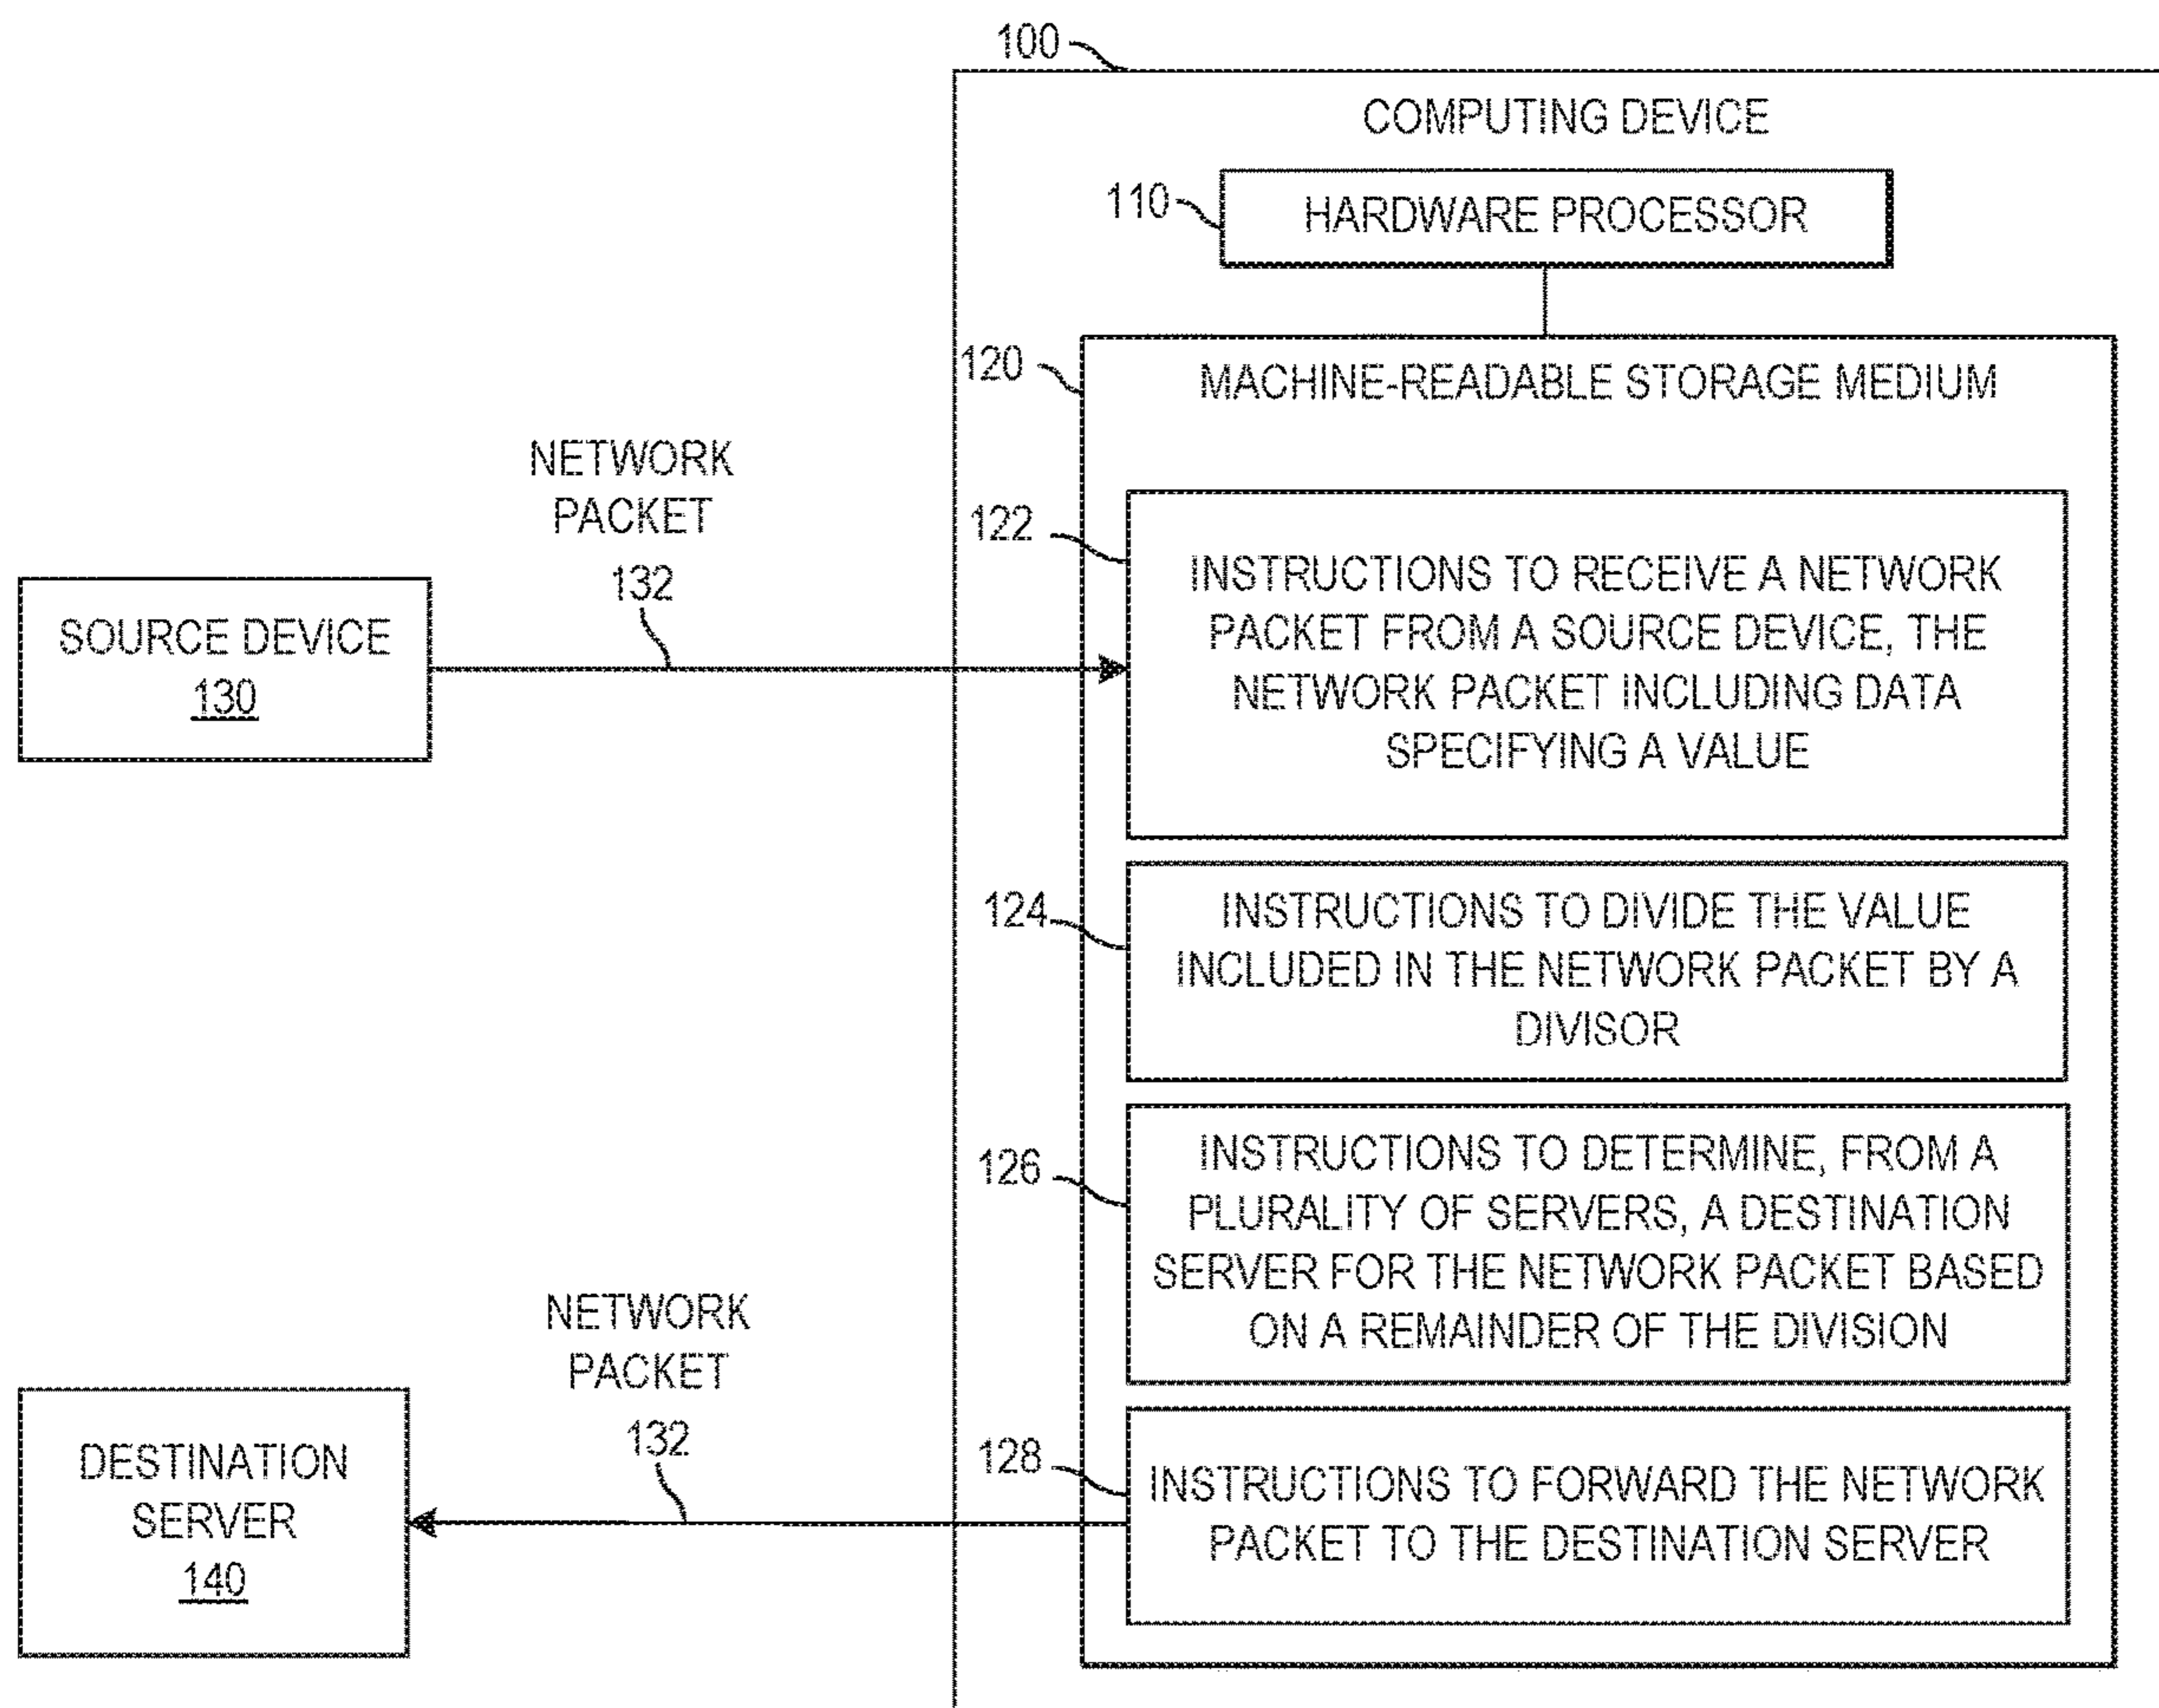 100
COMPUTING DEVICE
110
HARDWARE PROCESSOR
120
MACHINE-READABLE STORAGE MEDIUM
NETWORK
PACKET
132
SOURCE DEVICE
130
122
INSTRUCTIONS TO RECEIVE A NETWORK
PACKET FROM A SOURCE DEVICE, THE
NETWORK PACKET INCLUDING DATA
SPECIFYING A VALUE
124
INSTRUCTIONS TO DIVIDE THE VALUE
INCLUDED IN THE NETWORK PACKET BY A
DIVISOR
126
INSTRUCTIONS TO DETERMINE, FROM A
PLURALITY OF SERVERS, A DESTINATION
SERVER FOR THE NETWORK PACKET BASED
ON A REMAINDER OF THE DIVISION
NETWORK
PACKET
132
DESTINATION
SERVER
140
128
INSTRUCTIONS TO FORWARD THE NETWORK
PACKET TO THE DESTINATION SERVER